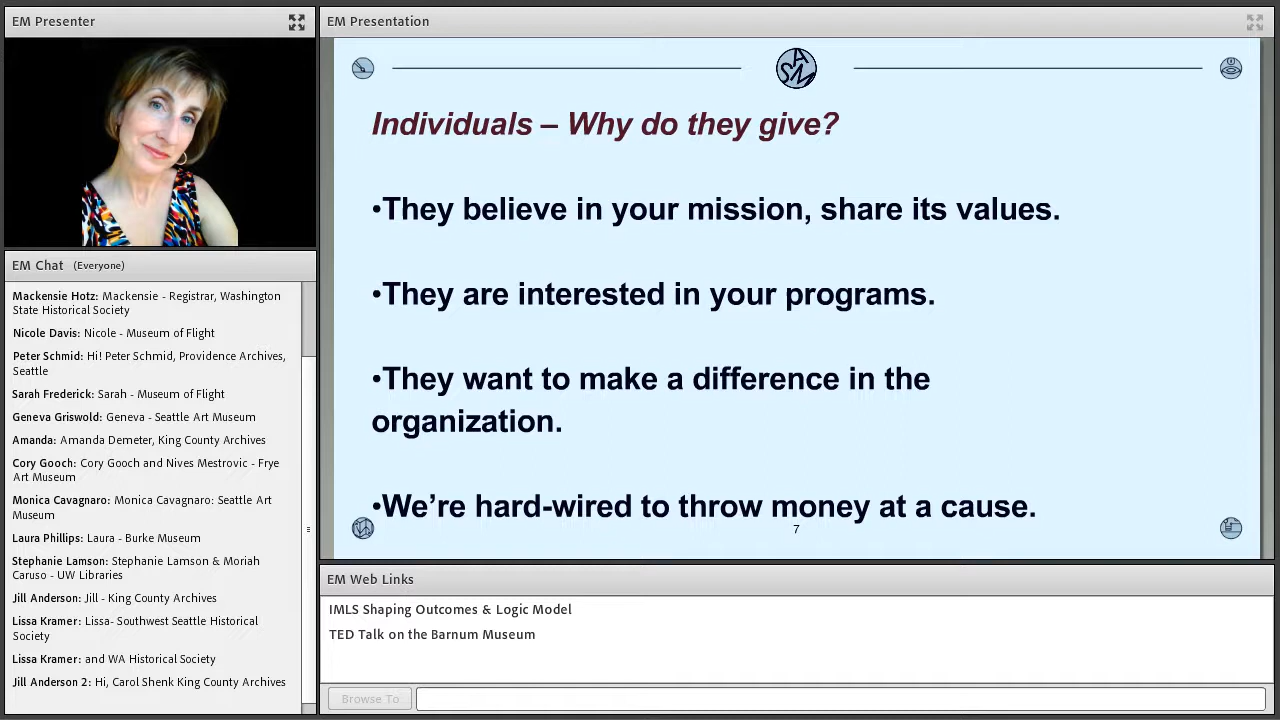 EM Presenter
EM Chat (Everyone)
Mackensie Hotz: Mackensie - Registrar, Washington
State Historical Society
Nicole Davis: Nicole - Museum of Flight
Peter Schmid: Hi! Peter Schmid, Providence Archives,
Seattle
Sarah Frederick: Sarah - Museum of Flight
Geneva Griswold: Geneva - Seattle Art Museum
Amanda: Amanda Demeter, King County Archives
Cory Gooch: Cory Gooch and Nives Mestrovic - Frye
Art Museum
Monica Cavagnaro: Monica Cavagnaro: Seattle Art
Museum
Laura Phillips: Laura - Burke Museum
Stephanie Lamson: Stephanie Lamson & Moriah
Caruso - UW Libraries
Jill Anderson: Jill - King County Archives
Lissa Kramer: Lissa- Southwest Seattle Historical
Society
Lissa Kramer: and WA Historical Society
Jill Anderson 2: Hi, Carol Shenk King County Archives
EM Presentation
Individuals – Why do they give?
•They believe in your mission, share its values.
•They are interested in your programs.
•They want to make a difference in the
organization.
•We’re hard-wired to throw money at a cause.
7
EM Web Links
IMLS Shaping Outcomes & Logic Model
TED Talk on the Barnum Museum
Browse To